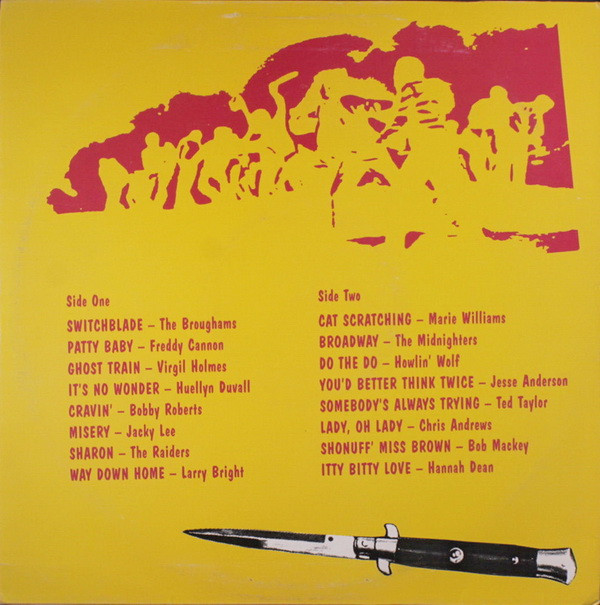 Side One
SWITCHBLADE – The Broughams
PATTY BABY – Freddy Cannon
GHOST TRAIN – Virgil Holmes
IT'S NO WONDER – Huellyn Duvall
CRAVIN' – Bobby Roberts
MISERY – Jacky Lee
SHARON – The Raiders
WAY DOWN HOME – Larry Bright
Side Two
CAT SCRATCHING – Marie Williams
BROADWAY – The Midnighters
DO THE DO – Howlin' Wolf
YOU'D BETTER THINK TWICE – Jesse Anderson
SOMEBODY'S ALWAYS TRYING – Ted Taylor
LADY, OH LADY – Chris Andrews
SHONUFF' MISS BROWN – Bob Mackey
ITTY BITTY LOVE – Hannah Dean